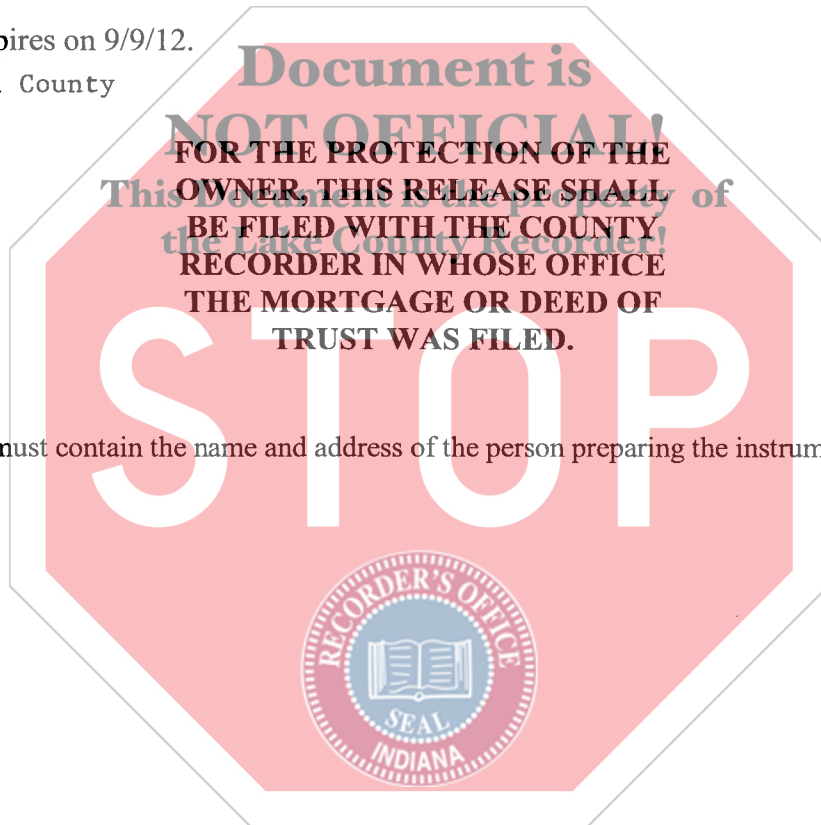 pires on 9/9/12.
County
Document is
NOT OFFICIAL!
FOR THE PROTECTION OF THE
This Document is the property of
OWNER, THIS RELEASE SHALL
BE FILED WITH THE COUNTY
the Lake County Recorder!
RECORDER IN WHOSE OFFICE
THE MORTGAGE OR DEED OF
TRUST WAS FILED.
must contain the name and address of the person preparing the instrum
STOP
RECORDER'S OFFICE
SEAL
INDIANA